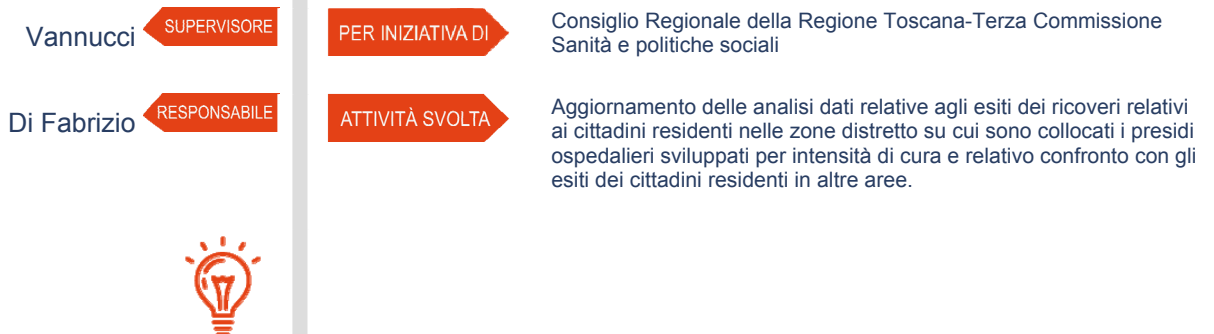 Vannucci SUPERVISORE
PER INIZIATIVA DI
Consiglio Regionale della Regione Toscana-Terza Commissione
Sanità e politiche sociali
Di Fabrizio RESPONSABILE
ATTIVITÀ SVOLTA
Aggiornamento delle analisi dati relative agli esiti dei ricoveri relativi
ai cittadini residenti nelle zone distretto su cui sono collocati i presidi
ospedalieri sviluppati per intensità di cura e relativo confronto con gli
esiti dei cittadini residenti in altre aree.